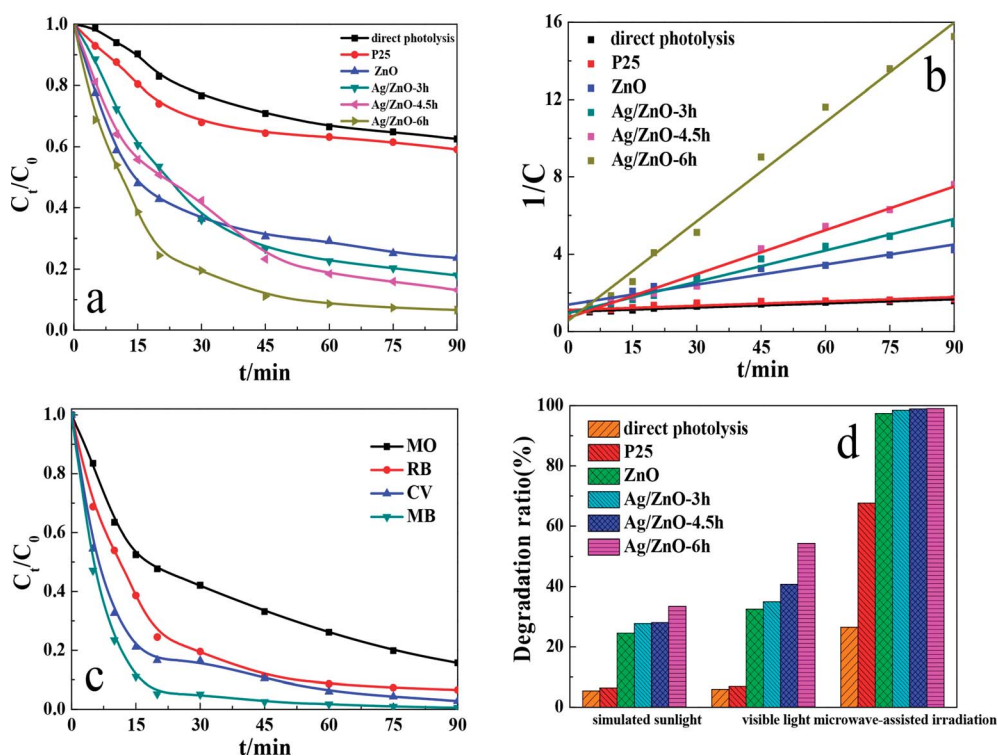 direct photolysis
P25
ZnO
Ag/ZnO-3h
Ag/ZnO-4.5h
Ag/ZnO-6h
a
Ct/C0
1.0
0.8
0.6
0.4
0.2
0.0
0 15 30 45 60 75 90
t/min
direct photolysis
P25
ZnO
Ag/ZnO-3h
Ag/ZnO-4.5h
Ag/ZnO-6h
b
1/C
16
12
8
4
0
0 15 30 45 60 75 90
t/min
MO
RB
CV
MB
c
Ct/C0
1.0
0.8
0.6
0.4
0.2
0.0
0 15 30 45 60 75 90
t/min
direct photolysis
P25
ZnO
Ag/ZnO-3h
Ag/ZnO-4.5h
Ag/ZnO-6h
d
Degradation ratio(%)
100
80
60
40
20
0
simulated sunlight visible light microwave-assisted irradiation